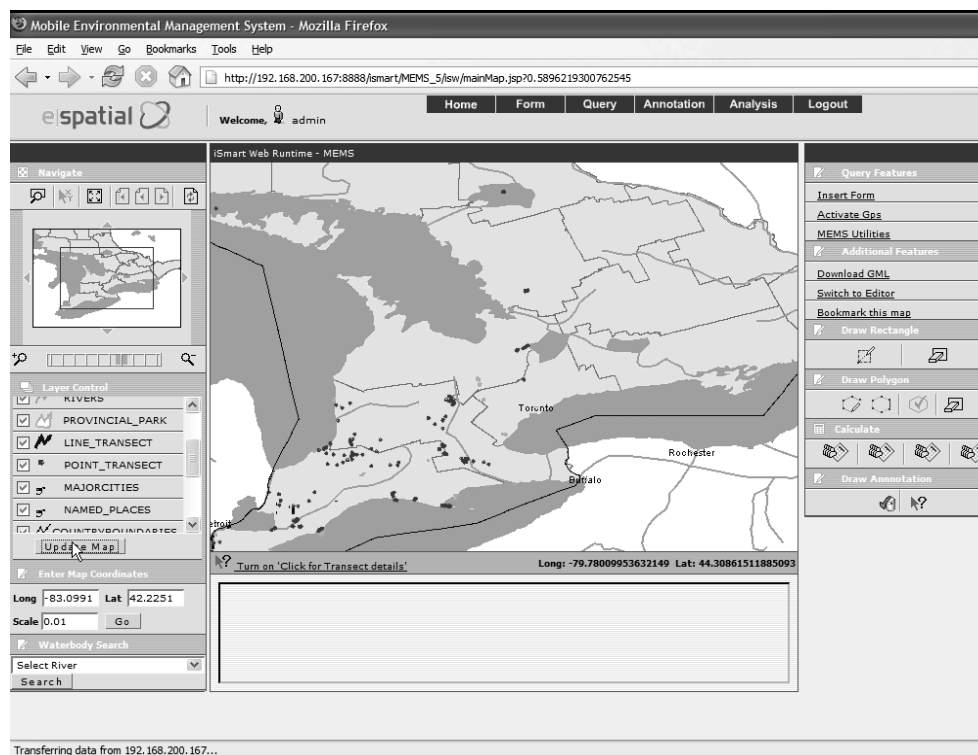 Mobile Environmental Management System - Mozilla Firefox
File Edit View Go Bookmarks Tools Help
http://192.168.200.167:8888/ismart/MEMS_5/isw/mainMap.jsp?0.5896219300762545
e|spatial
Welcome, admin
Home Form Query Annotation Analysis Logout
Navigate
iSmart Web Runtime - MEMS
Toronto
Rochester
Buffalo
etroit
Layer Control
RIVERS
PROVINCIAL_PARK
LINE_TRANSECT
POINT_TRANSECT
MAJORCITIES
NAMED_PLACES
COUNTRYBOUNDARIES
Update Map
Enter Map Coordinates
Long -83.0991 Lat 42.2251
Scale 0.01 Go
Waterbody Search
Select River
Search
Turn on 'Click for Transect details'
Long: -79.78009953632149 Lat: 44.30861511885093
Query Features
Insert Form
Activate Gps
MEMS Utilities
Additional Features
Download GML
Switch to Editor
Bookmark this map
Draw Rectangle
Draw Polygon
Calculate
Draw Annnotation
Transferring data from 192.168.200.167...